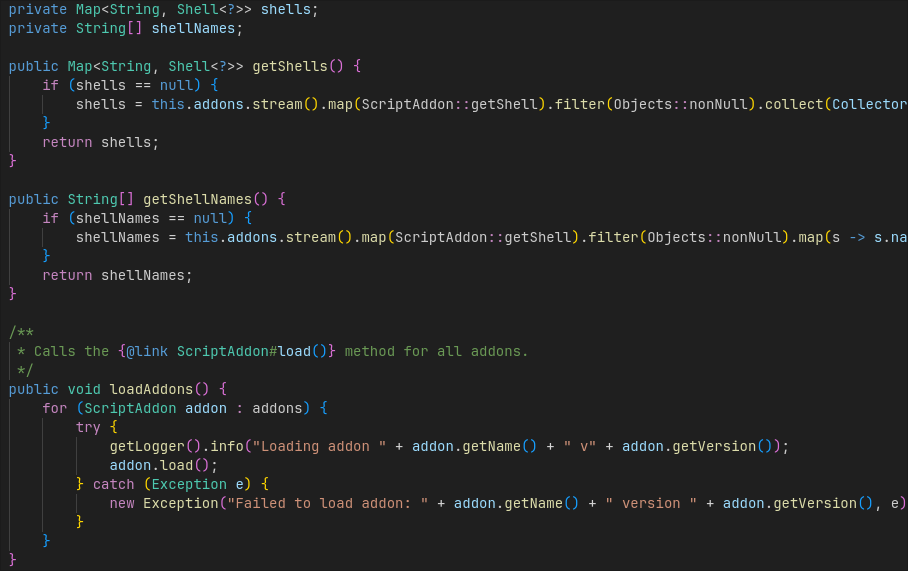 private Map<String, Shell<?>> shells;
private String[] shellNames;
public Map<String, Shell<?>> getShells() {
if (shells == null) {
shells = this.addons.stream().map(ScriptAddon::getShell).filter(Objects::nonNull).collect(Collector
}
return shells;
}
public String[] getShellNames() {
if (shellNames == null) {
shellNames = this.addons.stream().map(ScriptAddon::getShell).filter(Objects::nonNull).map(s -> s.na
}
return shellNames;
}
/**
* Calls the {@link ScriptAddon#load()} method for all addons.
*/
public void loadAddons() {
for (ScriptAddon addon : addons) {
try {
getLogger().info("Loading addon " + addon.getName() + " v" + addon.getVersion());
addon.load();
} catch (Exception e) {
new Exception("Failed to load addon: " + addon.getName() + " version " + addon.getVersion(), e)
}
}
}